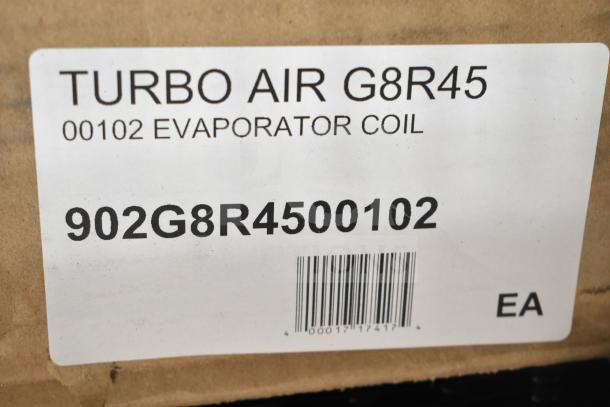 TURBO AIR G8R45
00102 EVAPORATOR COIL
902G8R4500102
4 00017 17417 4
EA